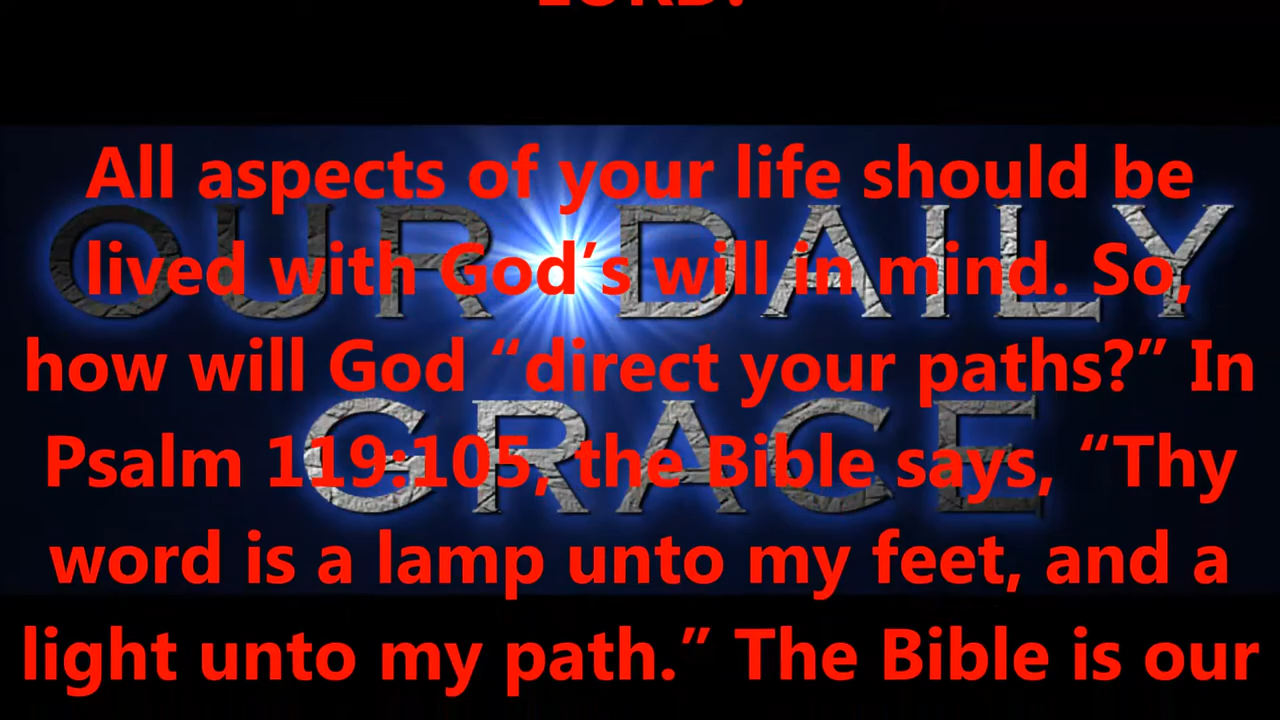 LORD.
All aspects of your life should be
lived with God’s will in mind. So,
how will God “direct your paths?” In
Psalm 119:105, the Bible says, “Thy
word is a lamp unto my feet, and a
light unto my path.” The Bible is our
OUR DAILY
GRACE